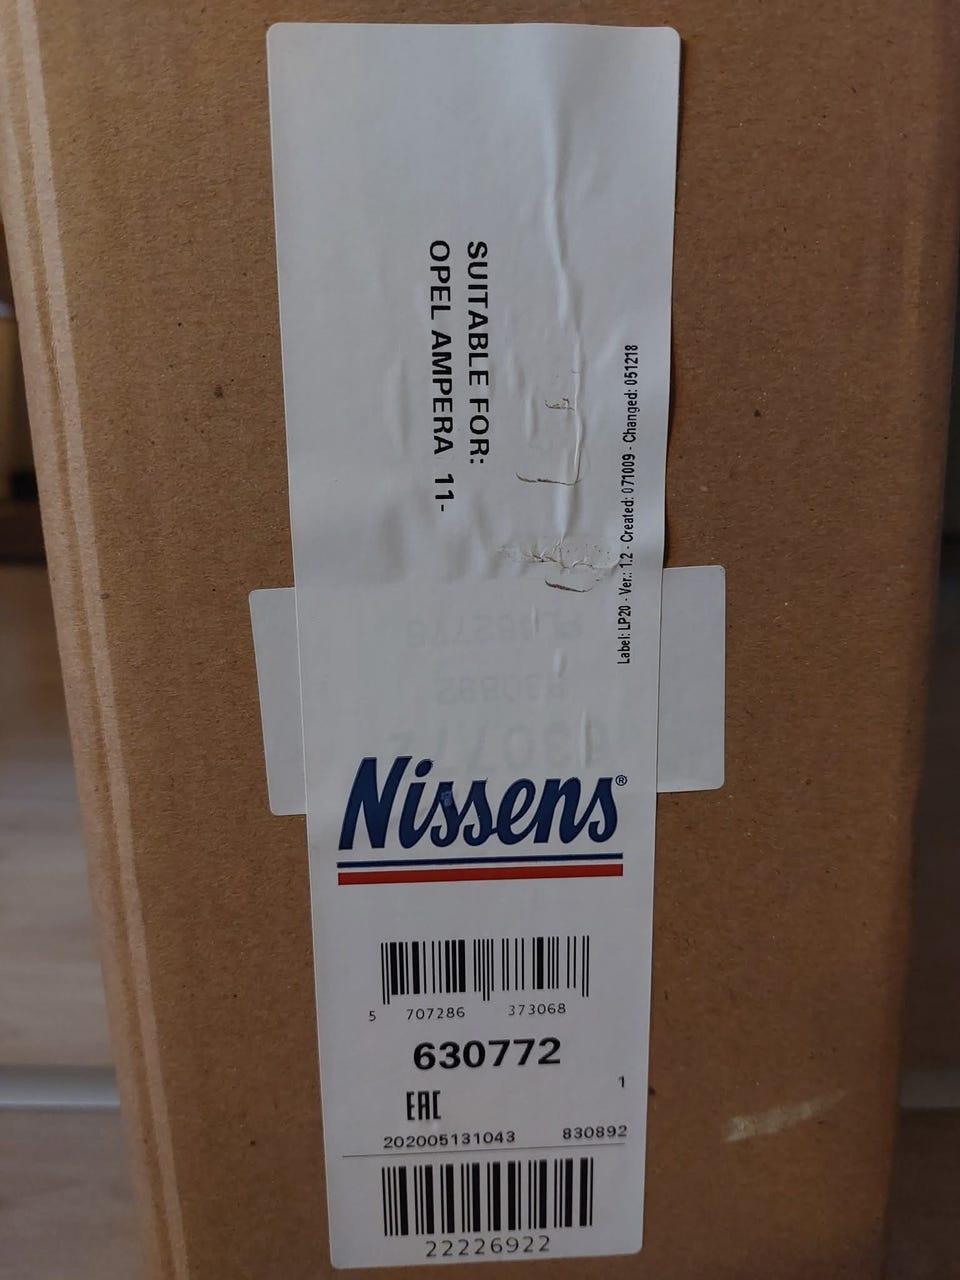 SUITABLE FOR:
OPEL AMPERA 11-
Label: LP20 - Ver.: 1.2 - Created: 071009 - Changed: 051218
Nissens®
5 707286 373068
630772
1
EAC
202005131043 830892
22226922